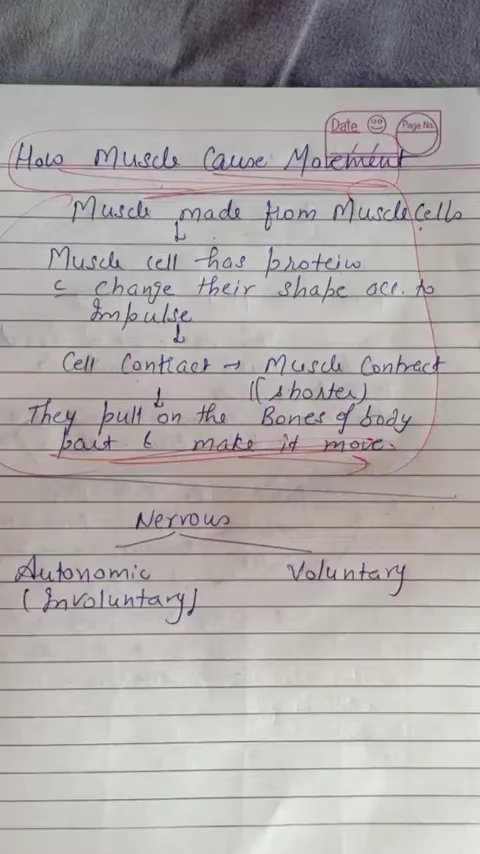 Date Page No.
How Muscle Cause Movement
Muscle made from Muscle Cells
↓
Muscle cell has protein
c change their shape acc. to
Impulse
↓
Cell Contract → Muscle Contract
↓ (shorter)
They pull on the Bones of body
part & make it move.
Nervous
Autonomic Voluntary
(Involuntary)